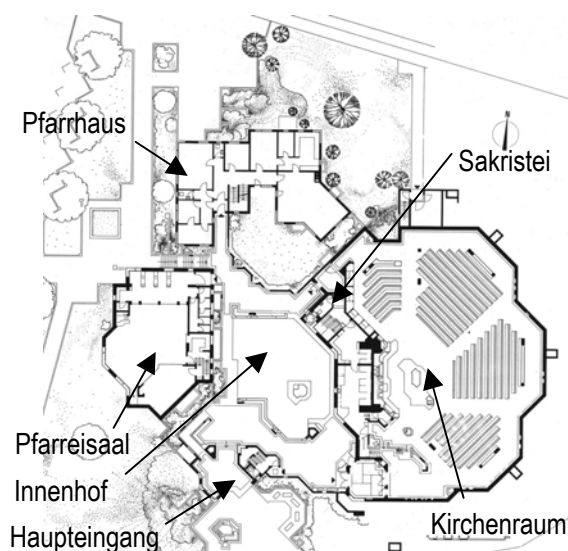 Pfarrhaus
N
Sakristei
Pfarreisaal
Innenhof
Haupteingang
Kirchenraum